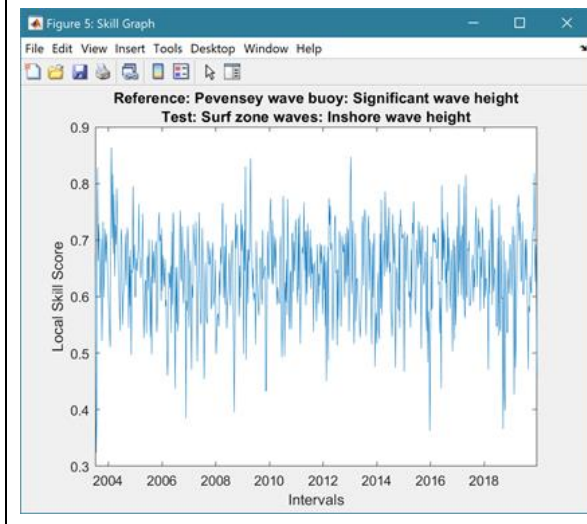 Figure 5: Skill Graph
File Edit View Insert Tools Desktop Window Help
Reference: Pevensey wave buoy: Significant wave height
Test: Surf zone waves: Inshore wave height
0.9
0.8
0.7
0.6
0.5
0.4
0.3
Local Skill Score
2004 2006 2008 2010 2012 2014 2016 2018
Intervals